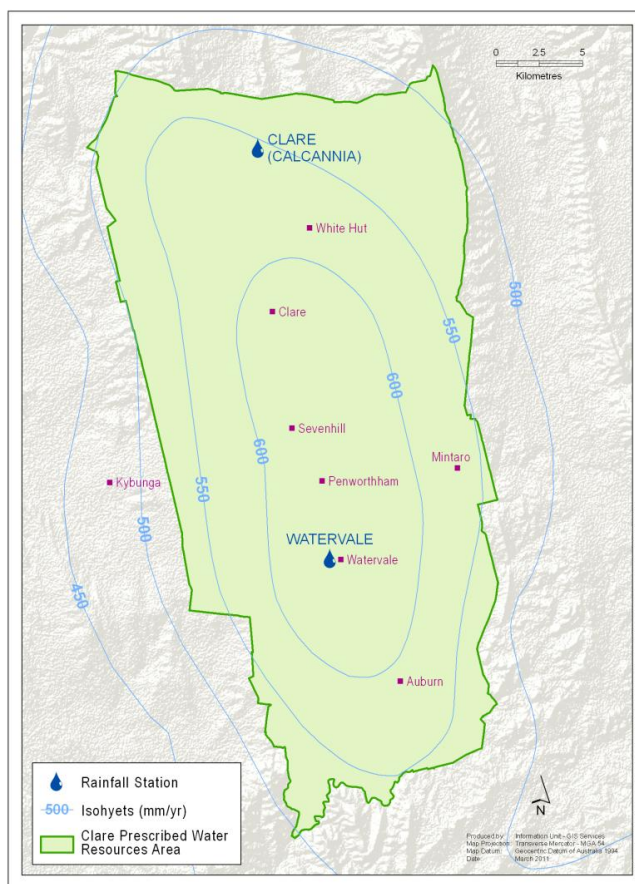 0 2.5 5
Kilometres
CLARE
(CALCANNIA)
White Hut
500
550
Clare
600
Sevenhill
600
Mintaro
Kybunga
Penworthham
550
500
WATERVALE
Watervale
450
Auburn
Rainfall Station
500 Isohyets (mm/yr)
Clare Prescribed Water
Resources Area
N
Produced by: Information Unit - GIS Services
Map Projection: Transverse Mercator - MGA 54
Map Datum: Geocentric Datum of Australia 1994
Date: March 2011